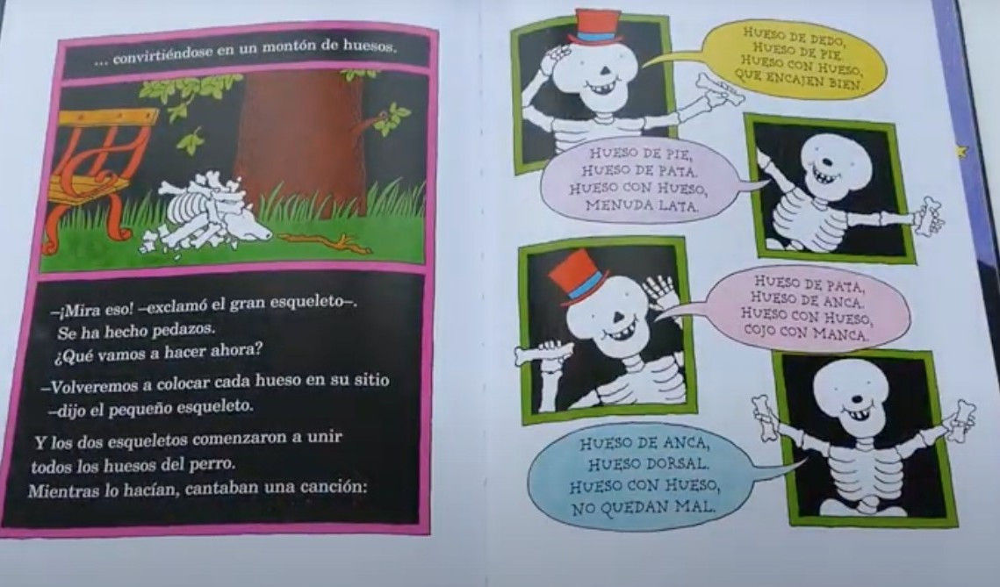 ... convirtiéndose en un montón de huesos.
–¡Mira eso! –exclamó el gran esqueleto–.
Se ha hecho pedazos.
¿Qué vamos a hacer ahora?
–Volveremos a colocar cada hueso en su sitio
–dijo el pequeño esqueleto.
Y los dos esqueletos comenzaron a unir
todos los huesos del perro.
Mientras lo hacían, cantaban una canción:
HUESO DE DEDO,
HUESO DE PIE.
HUESO CON HUESO,
QUE ENCAJEN BIEN.
HUESO DE PIE,
HUESO DE PATA.
HUESO CON HUESO,
MENUDA LATA.
HUESO DE PATA,
HUESO DE ANCA.
HUESO CON HUESO,
COJO CON MANCA.
HUESO DE ANCA,
HUESO DORSAL.
HUESO CON HUESO,
NO QUEDAN MAL.